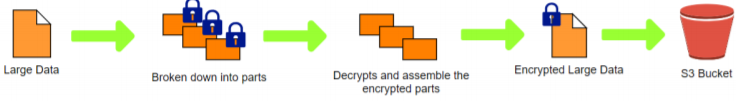 Large Data
Broken down into parts
Decrypts and assemble the
encrypted parts
Encrypted Large Data
S3 Bucket